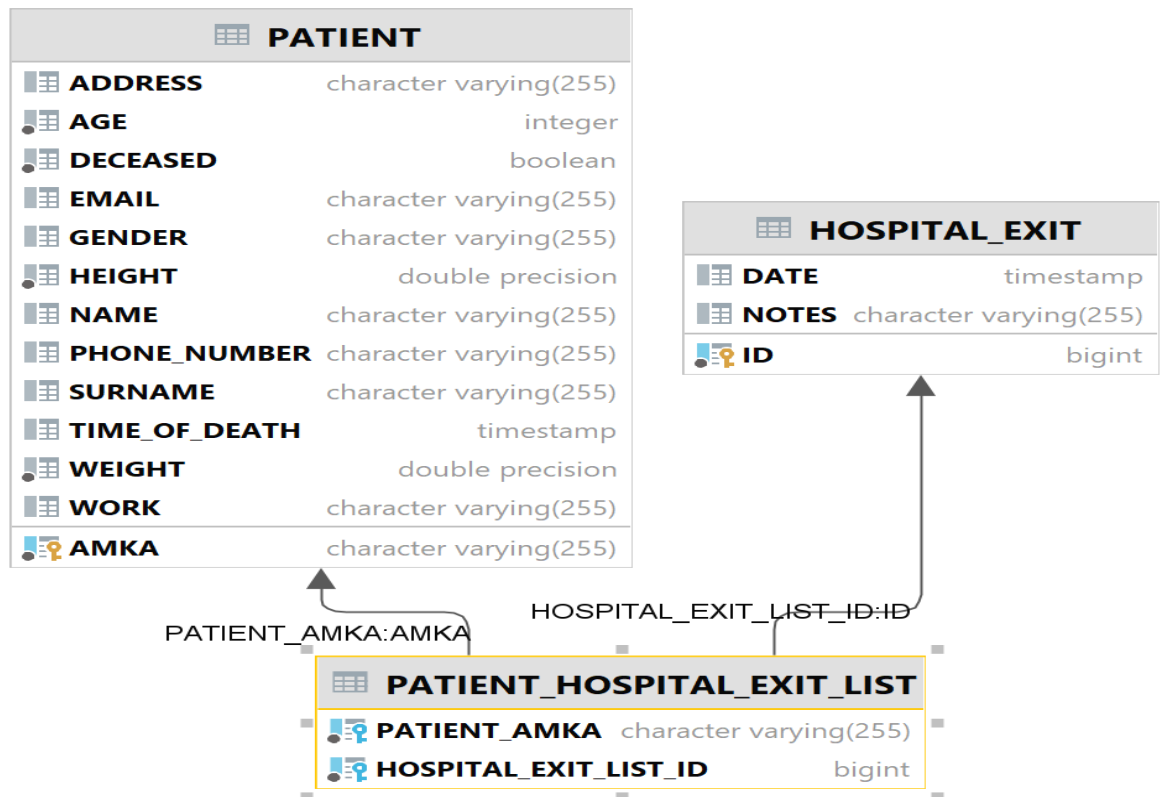 PATIENT
ADDRESS character varying(255)
AGE integer
DECEASED boolean
EMAIL character varying(255)
GENDER character varying(255)
HEIGHT double precision
NAME character varying(255)
PHONE_NUMBER character varying(255)
SURNAME character varying(255)
TIME_OF_DEATH timestamp
WEIGHT double precision
WORK character varying(255)
AMKA character varying(255)
HOSPITAL_EXIT
DATE timestamp
NOTES character varying(255)
ID bigint
PATIENT_AMKA:AMKA
HOSPITAL_EXIT_LIST_ID:ID
PATIENT_HOSPITAL_EXIT_LIST
PATIENT_AMKA character varying(255)
HOSPITAL_EXIT_LIST_ID bigint